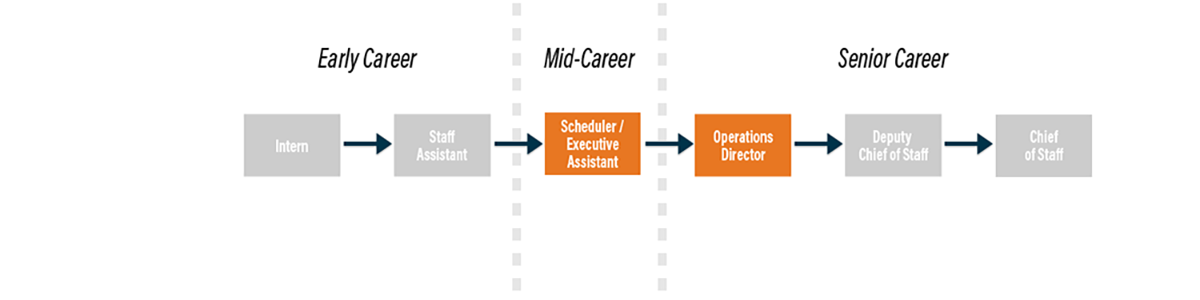 Early Career
Mid-Career
Senior Career
Intern
Staff
Assistant
Scheduler /
Executive
Assistant
Operations
Director
Deputy
Chief of Staff
Chief
of Staff